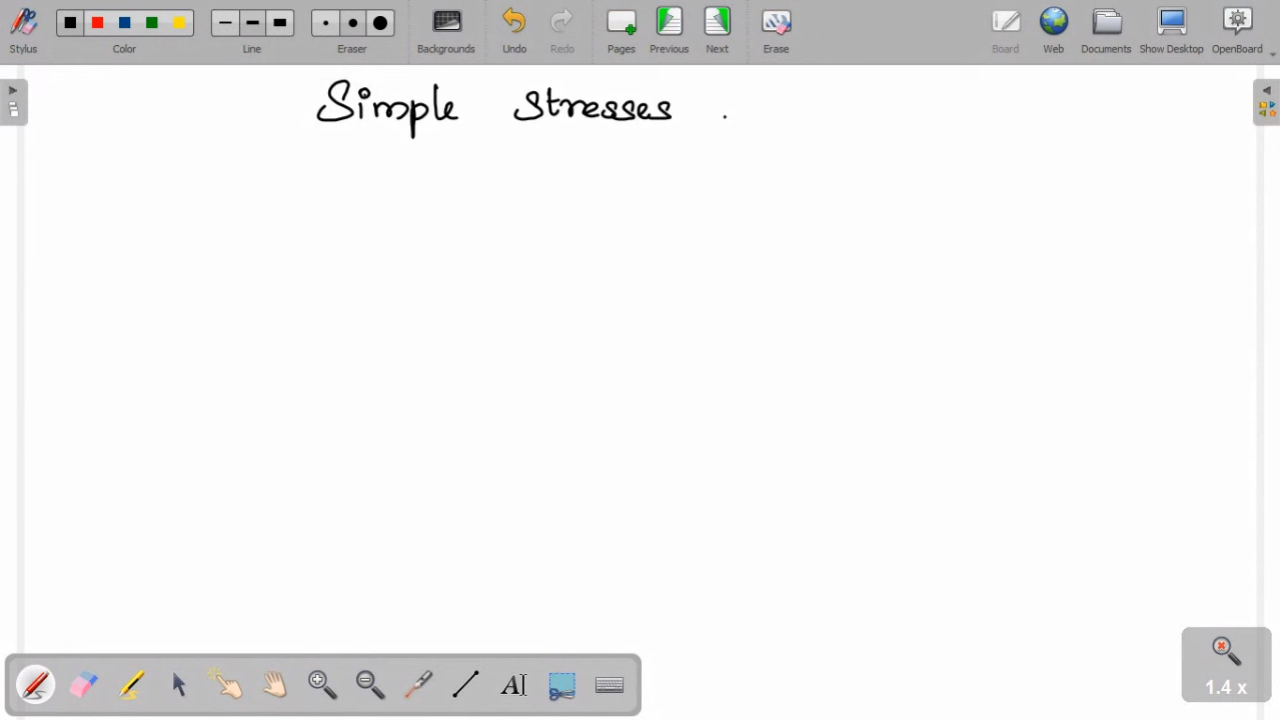 Stylus Color Line Eraser Backgrounds Undo Redo Pages Previous Next Erase Board Web Documents Show Desktop OpenBoard
Simple Stresses .
AI
1.4 x